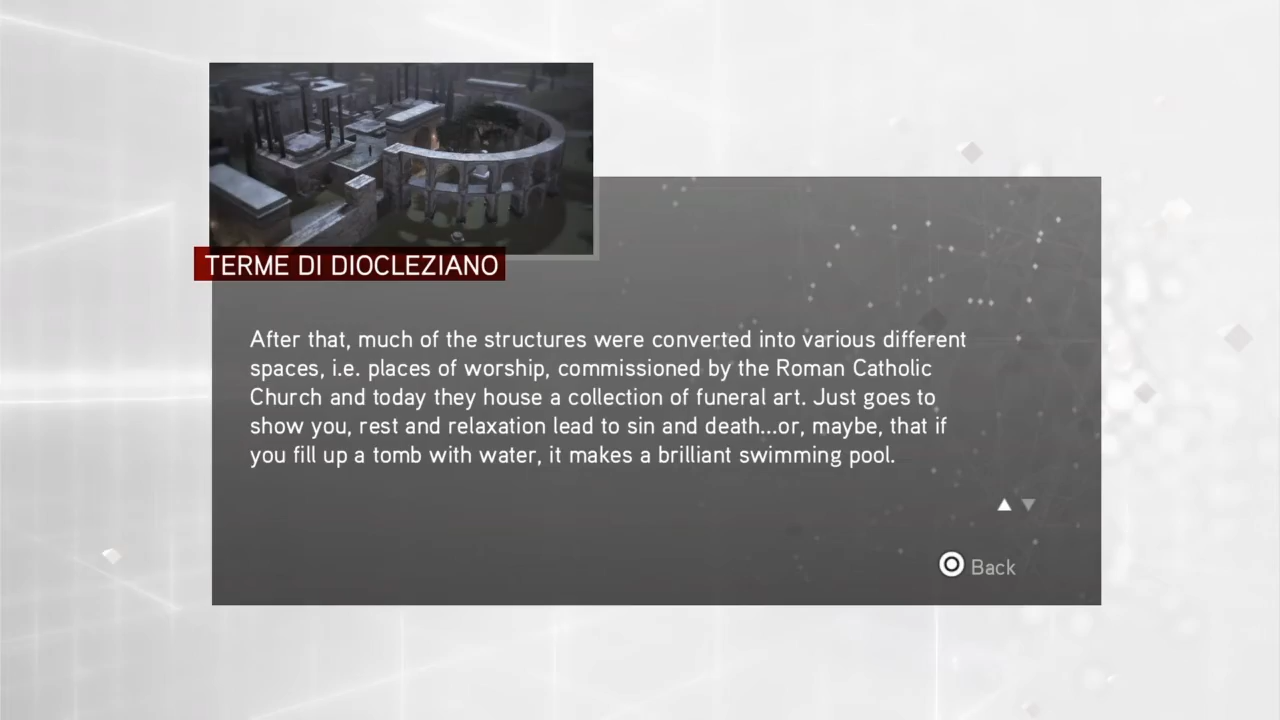 TERME DI DIOCLEZIANO
After that, much of the structures were converted into various different
spaces, i.e. places of worship, commissioned by the Roman Catholic
Church and today they house a collection of funeral art. Just goes to
show you, rest and relaxation lead to sin and death...or, maybe, that if
you fill up a tomb with water, it makes a brilliant swimming pool.
Back